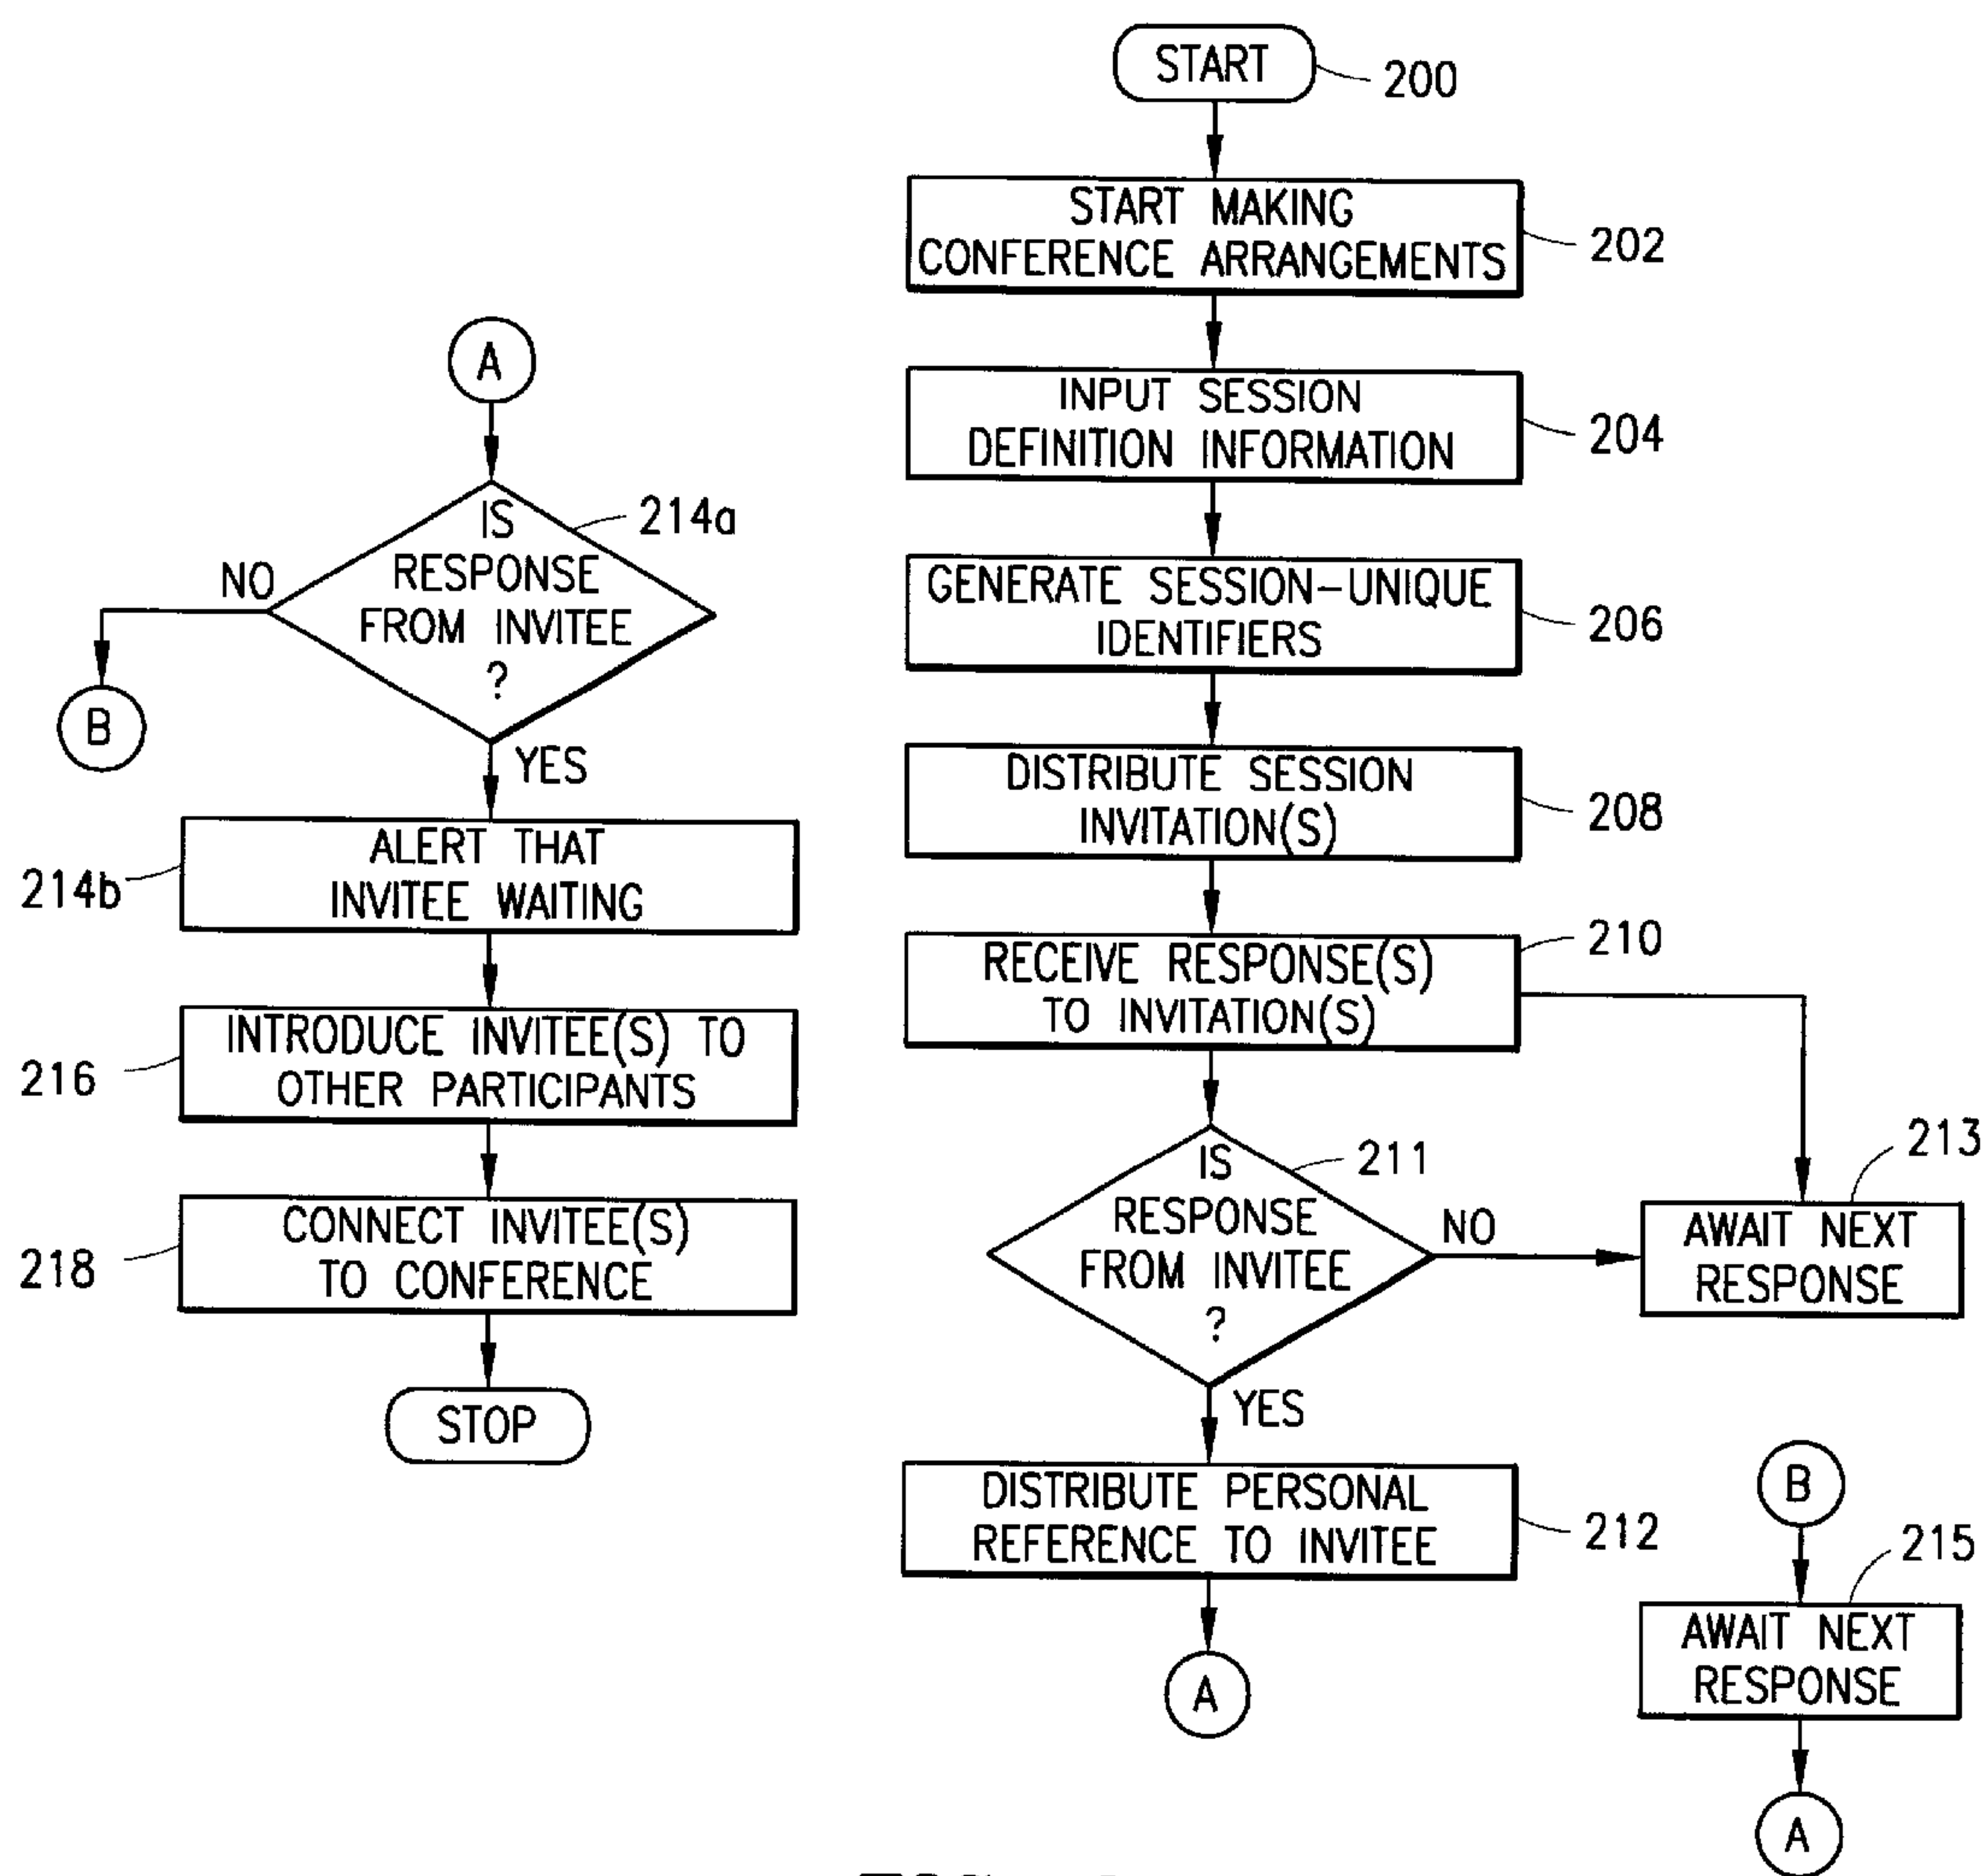 START
200
START MAKING
CONFERENCE ARRANGEMENTS
202
INPUT SESSION
DEFINITION INFORMATION
204
GENERATE SESSION-UNIQUE
IDENTIFIERS
206
DISTRIBUTE SESSION
INVITATION(S)
208
RECEIVE RESPONSE(S)
TO INVITATION(S)
210
IS
RESPONSE
FROM INVITEE
?
211
NO
YES
AWAIT NEXT
RESPONSE
213
DISTRIBUTE PERSONAL
REFERENCE TO INVITEE
212
A
A
IS
RESPONSE
FROM INVITEE
?
214a
NO
B
YES
ALERT THAT
INVITEE WAITING
214b
INTRODUCE INVITEE(S) TO
OTHER PARTICIPANTS
216
CONNECT INVITEE(S)
TO CONFERENCE
218
STOP
B
AWAIT NEXT
RESPONSE
215
A